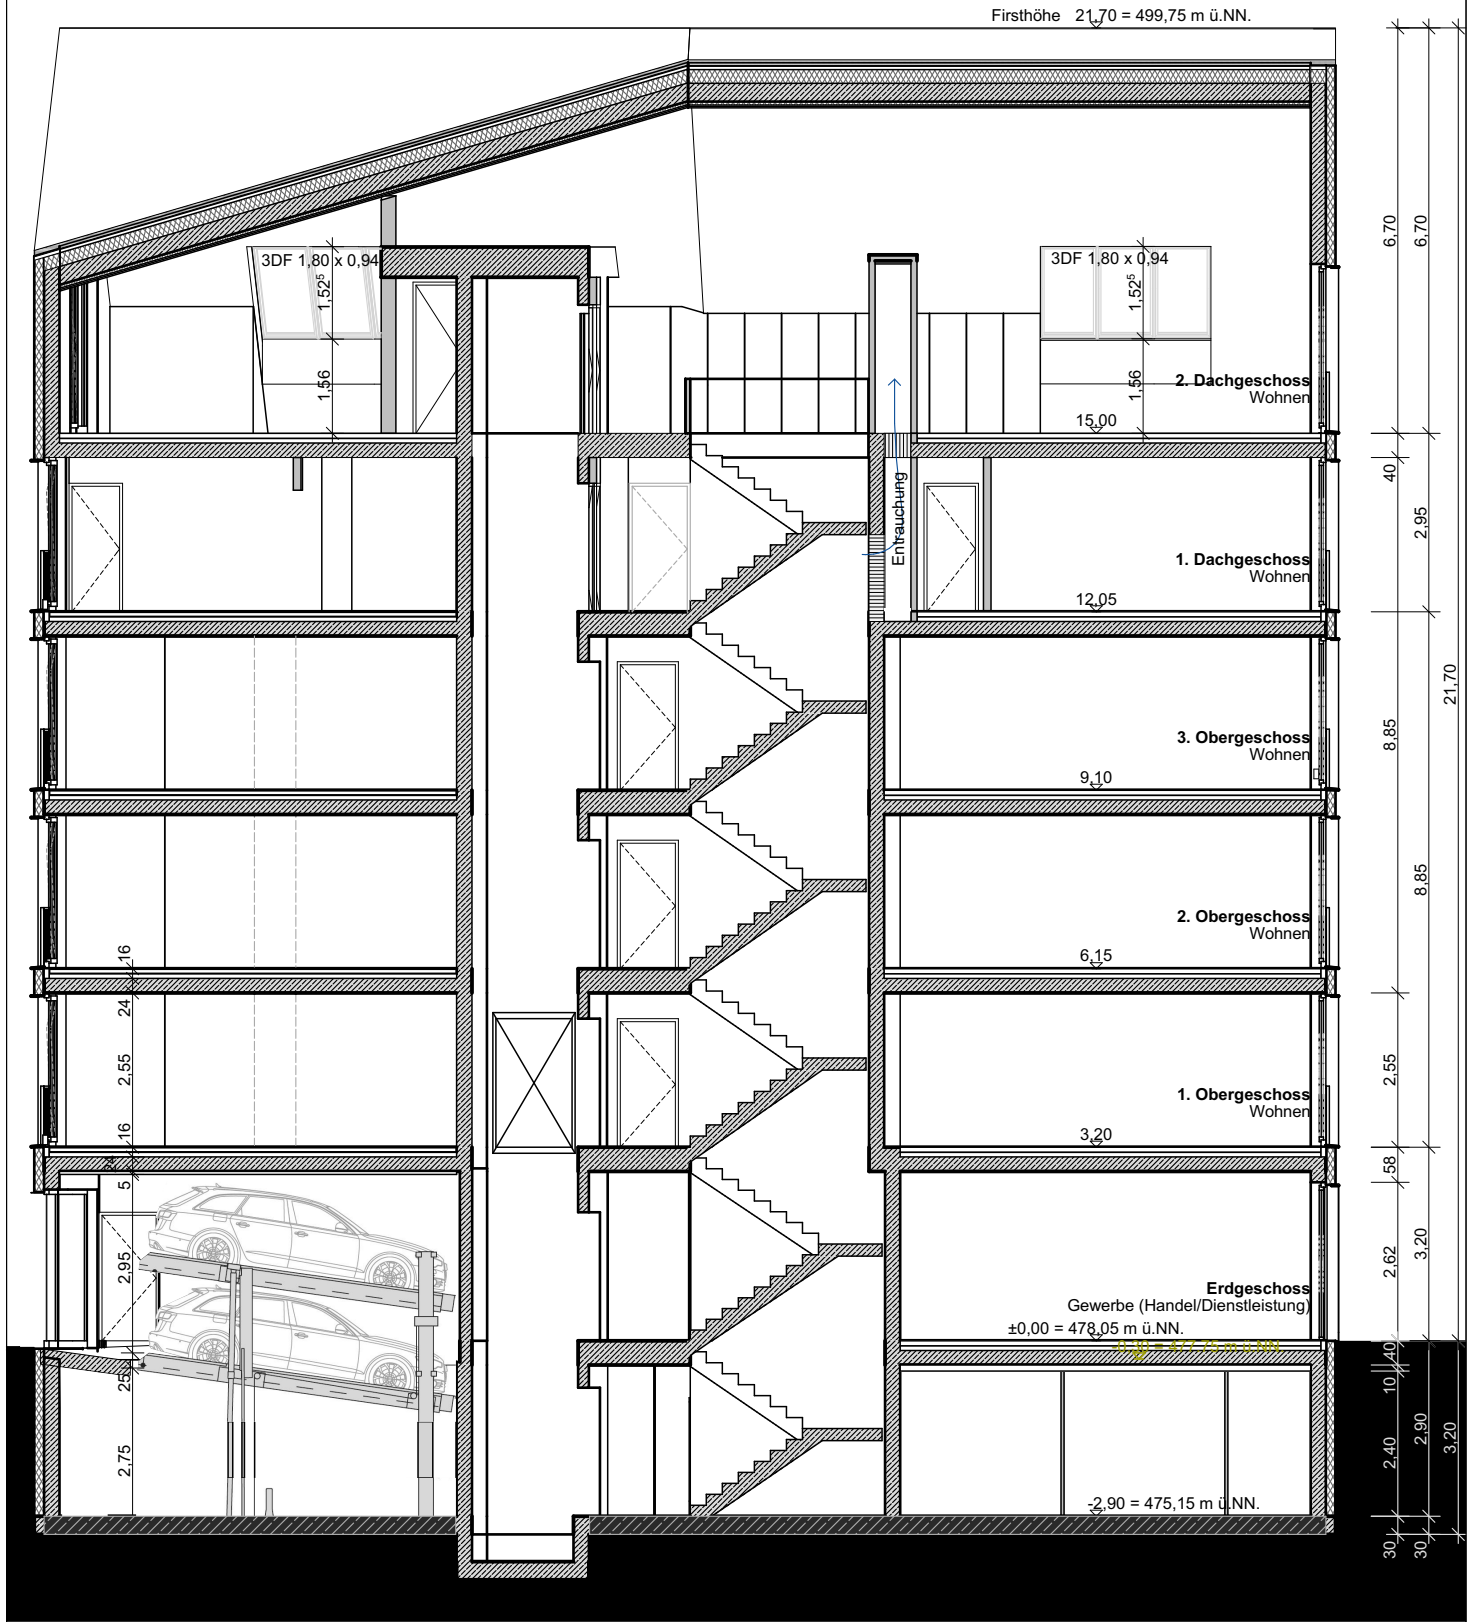 Firsthöhe 21,70 = 499,75 m ü.NN.
3DF 1,80 x 0,94
1,52⁵
1,56
3DF 1,80 x 0,94
1,52⁵
1,56
2. Dachgeschoss
Wohnen
15,00
Entrauchung
1. Dachgeschoss
Wohnen
12,05
3. Obergeschoss
Wohnen
9,10
2. Obergeschoss
Wohnen
6,15
1. Obergeschoss
Wohnen
3,20
Erdgeschoss
Gewerbe (Handel/Dienstleistung)
±0,00 = 478,05 m ü.NN.
-0,30 = 477,75 m ü.NN.
-2,90 = 475,15 m ü.NN.
16
24
2,55
16
24
5
2,95
25
2,75
6,70
40
8,85
2,55
58
2,62
40
10
2,40
30
6,70
2,95
8,85
3,20
2,90
30
21,70
3,20